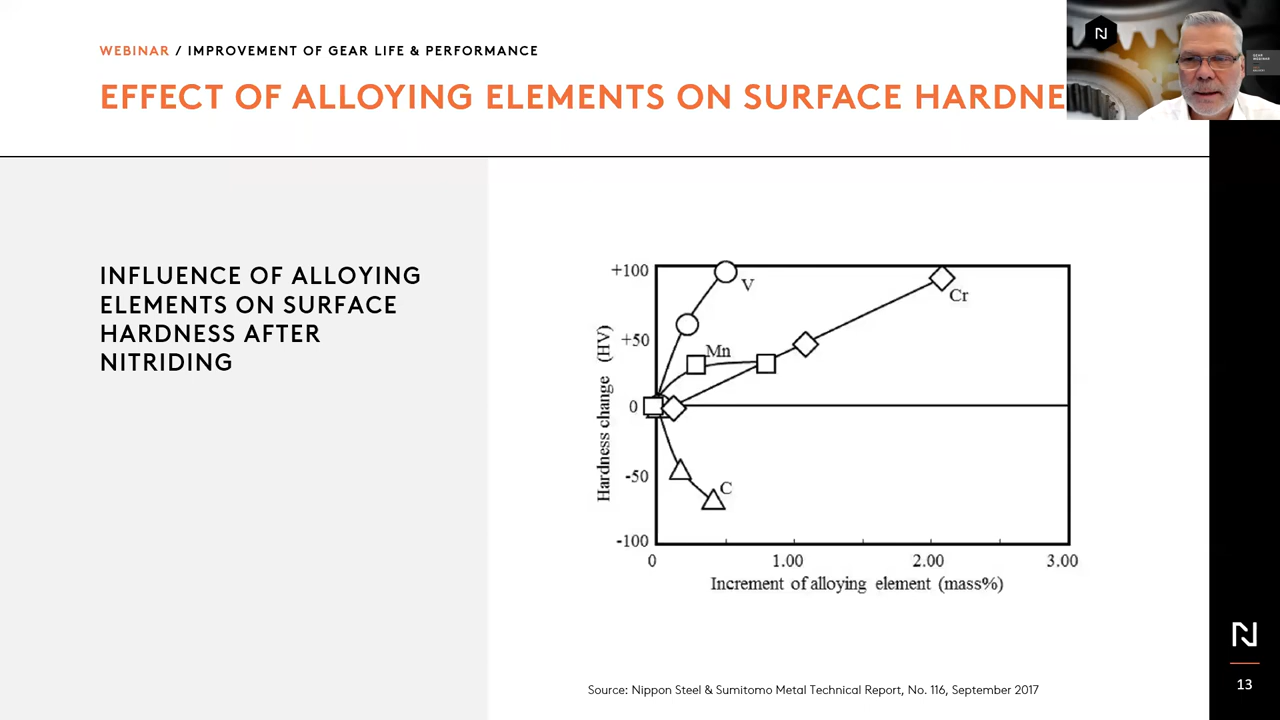 WEBINAR / IMPROVEMENT OF GEAR LIFE & PERFORMANCE
EFFECT OF ALLOYING ELEMENTS ON SURFACE HARDNE
INFLUENCE OF ALLOYING
ELEMENTS ON SURFACE
HARDNESS AFTER
NITRIDING
Hardness change (HV)
+100
+50
0
-50
-100
V
Mn
Cr
C
0
1.00
2.00
3.00
Increment of alloying element (mass%)
Source: Nippon Steel & Sumitomo Metal Technical Report, No. 116, September 2017
N
13
N
GEAR
WEBINAR